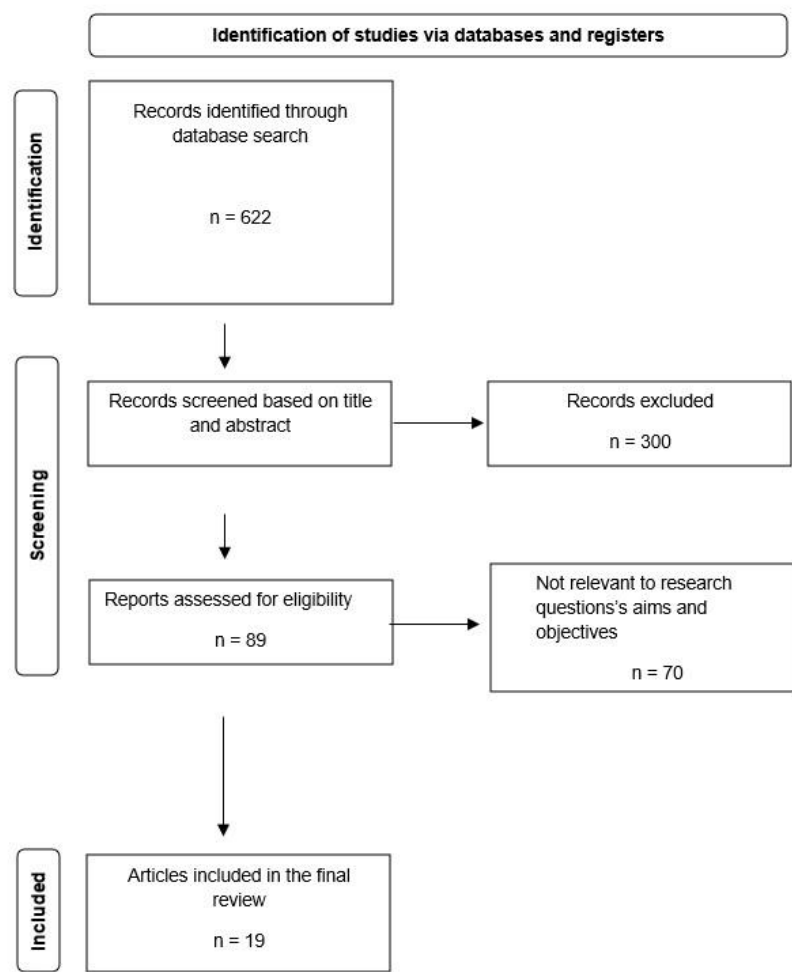 Identification of studies via databases and registers
Identification
Records identified through
database search
n = 622
Screening
Records screened based on title
and abstract
Records excluded
n = 300
Reports assessed for eligibility
n = 89
Not relevant to research
questions's aims and
objectives
n = 70
Included
Articles included in the final
review
n = 19